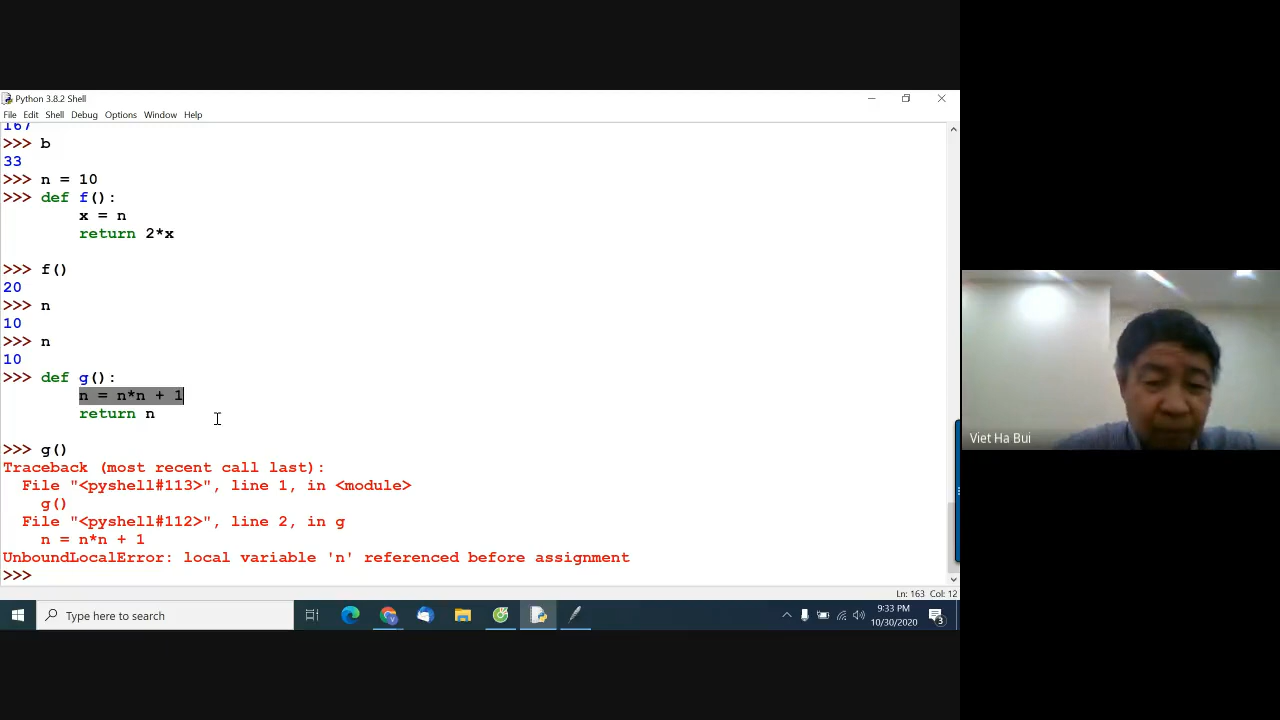 Python 3.8.2 Shell
File Edit Shell Debug Options Window Help
167
>>> b
33
>>> n = 10
>>> def f():
x = n
return 2*x
>>> f()
20
>>> n
10
>>> n
10
>>> def g():
n = n*n + 1
return n
>>> g()
Traceback (most recent call last):
File "<pyshell#113>", line 1, in <module>
g()
File "<pyshell#112>", line 2, in g
n = n*n + 1
UnboundLocalError: local variable 'n' referenced before assignment
>>>
Viet Ha Bui
Ln: 163 Col: 12
Type here to search
9:33 PM
10/30/2020
3